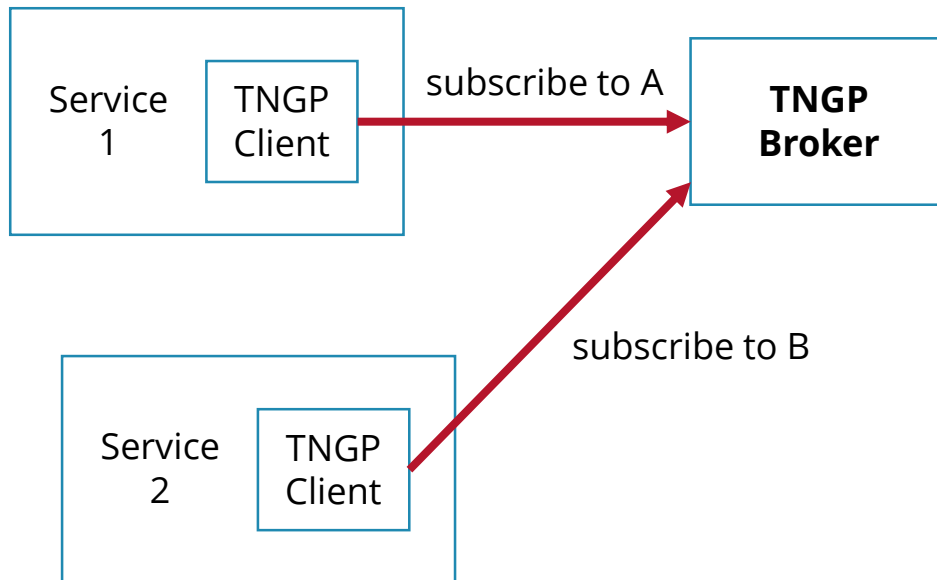 Service
1
TNGP
Client
subscribe to A
TNGP
Broker
subscribe to B
Service
2
TNGP
Client